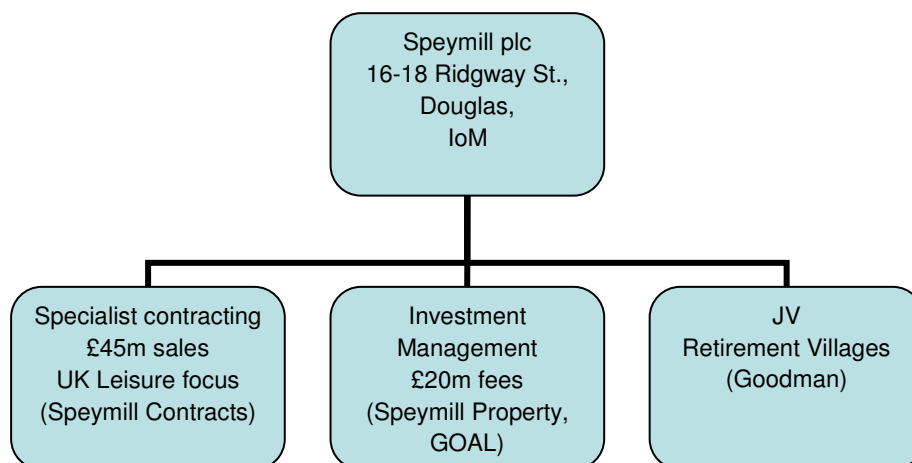 Speymill plc
16-18 Ridgway St.,
Douglas,
IoM
Specialist contracting
£45m sales
UK Leisure focus
(Speymill Contracts)
Investment
Management
£20m fees
(Speymill Property,
GOAL)
JV
Retirement Villages
(Goodman)